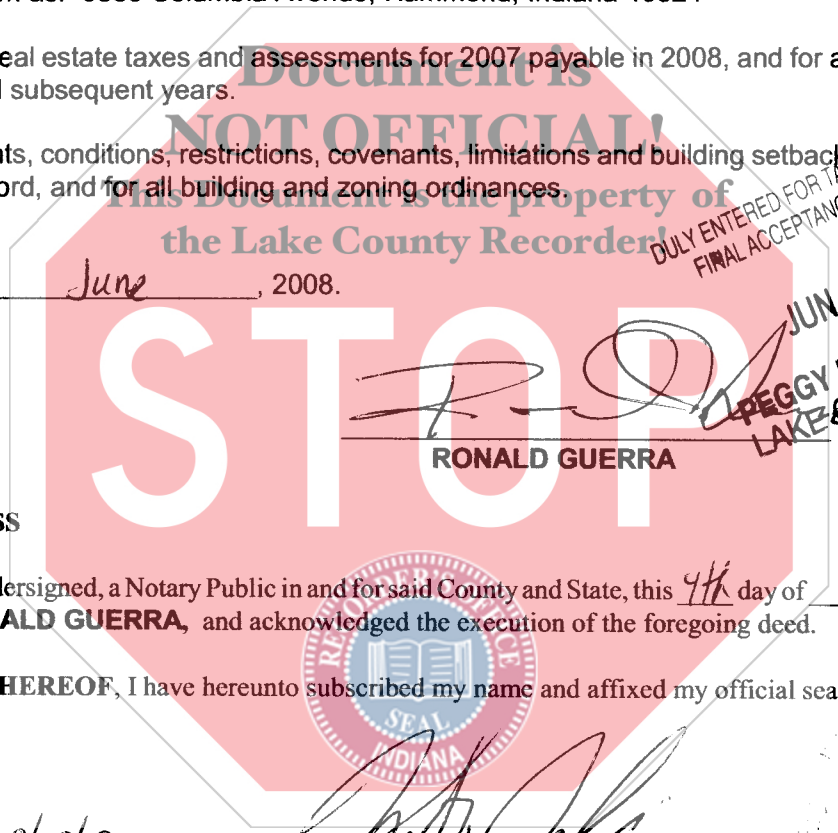 eal estate taxes and assessments for 2007 payable in 2008, and for a
subsequent years.
Document is
NOT OFFICIAL!
This Document is the property of
the Lake County Recorder!
STOP
ts, conditions, restrictions, covenants, limitations and building setbac
ord, and for all building and zoning ordinances.
DULY ENTERED FOR TA
FINAL ACCEPTANC
June , 2008.
JUN
PEGGY
LAKE
RONALD GUERRA
SS
dersigned, a Notary Public in and for said County and State, this 4th day of
ALD GUERRA, and acknowledged the execution of the foregoing deed.
HEREOF, I have hereunto subscribed my name and affixed my official sea
RECORDER OFFICE
SEAL
INDIANA